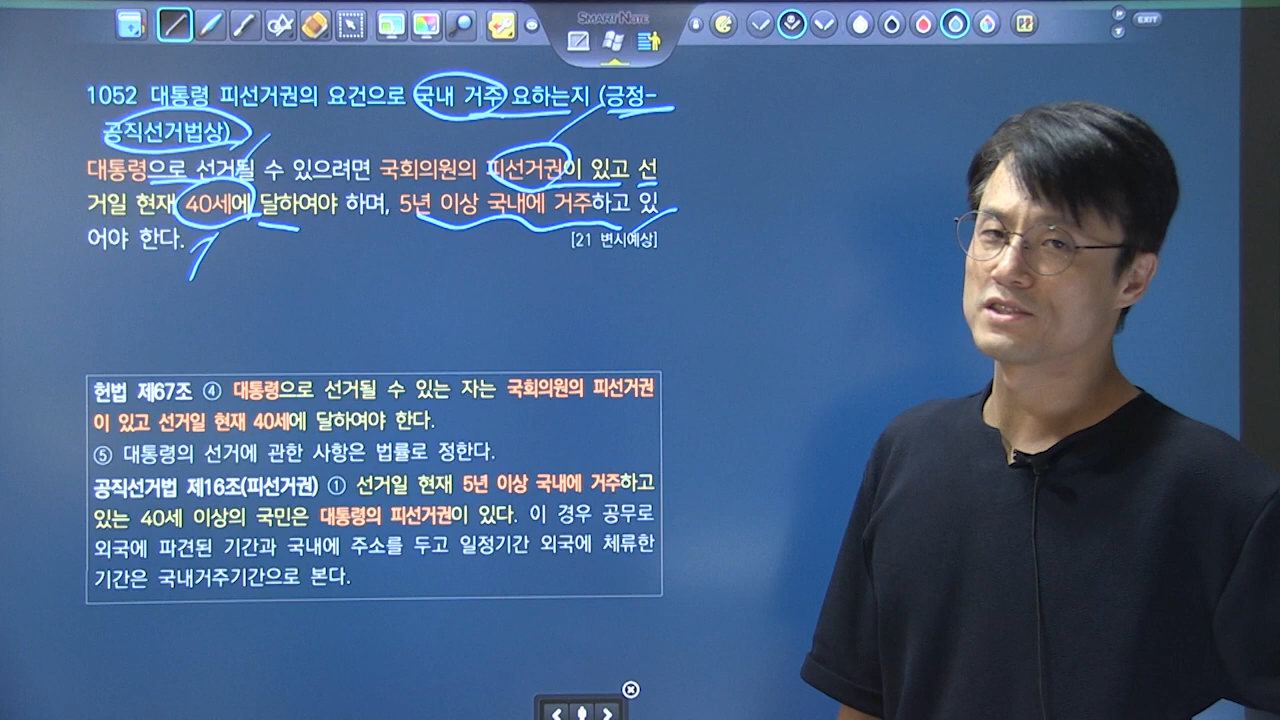 SMART NOTE
EXIT
1052 대통령 피선거권의 요건으로 국내 거주 요하는지 (긍정-
공직선거법상)
대통령으로 선거될 수 있으려면 국회의원의 피선거권이 있고 선
거일 현재 40세에 달하여야 하며, 5년 이상 국내에 거주하고 있
어야 한다.
[21 변시예상]
헌법 제67조 ④ 대통령으로 선거될 수 있는 자는 국회의원의 피선거권
이 있고 선거일 현재 40세에 달하여야 한다.
⑤ 대통령의 선거에 관한 사항은 법률로 정한다.
공직선거법 제16조(피선거권) ① 선거일 현재 5년 이상 국내에 거주하고
있는 40세 이상의 국민은 대통령의 피선거권이 있다. 이 경우 공무로
외국에 파견된 기간과 국내에 주소를 두고 일정기간 외국에 체류한
기간은 국내거주기간으로 본다.